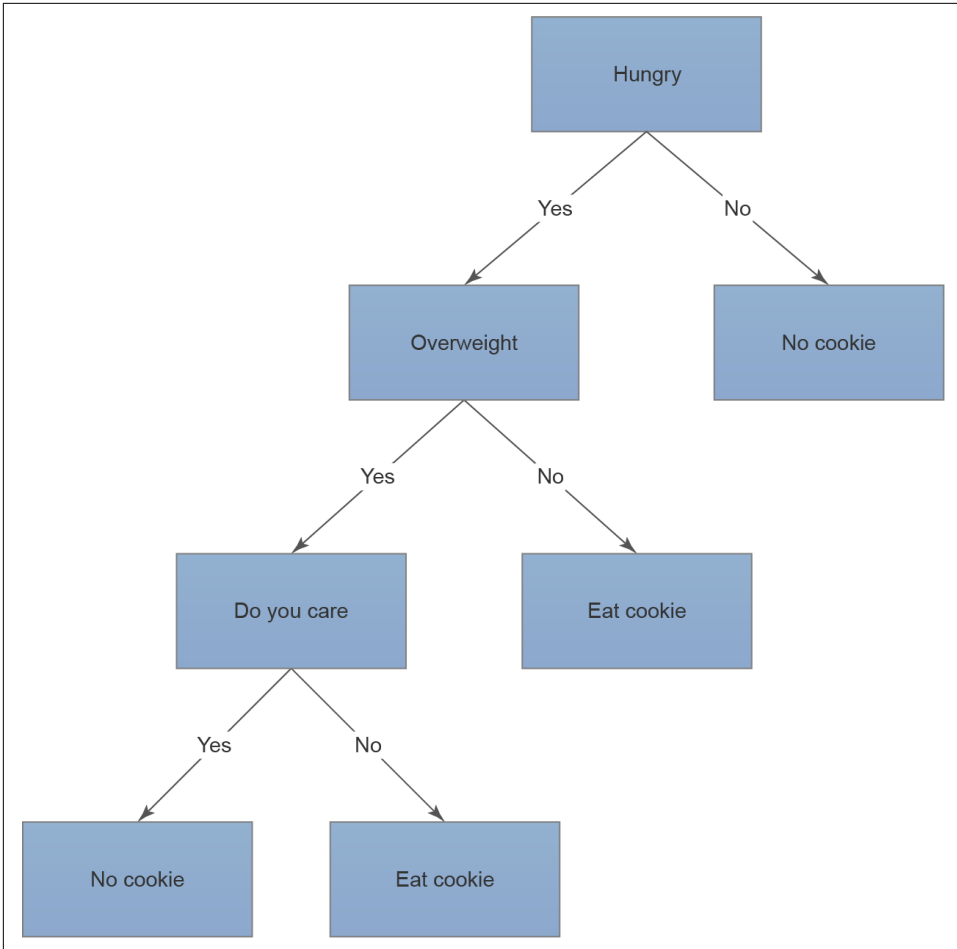 Hungry
Yes
No
Overweight
No cookie
Yes
No
Do you care
Eat cookie
Yes
No
No cookie
Eat cookie